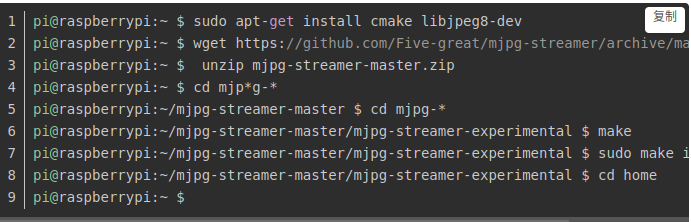 复制
1 pi@raspberrypi:~ $ sudo apt-get install cmake libjpeg8-dev
2 pi@raspberrypi:~ $ wget https://github.com/Five-great/mjpg-streamer/archive/ma
3 pi@raspberrypi:~ $  unzip mjpg-streamer-master.zip
4 pi@raspberrypi:~ $ cd mjp*g-*
5 pi@raspberrypi:~/mjpg-streamer-master $ cd mjpg-*
6 pi@raspberrypi:~/mjpg-streamer-master/mjpg-streamer-experimental $ make
7 pi@raspberrypi:~/mjpg-streamer-master/mjpg-streamer-experimental $ sudo make i
8 pi@raspberrypi:~/mjpg-streamer-master/mjpg-streamer-experimental $ cd home
9 pi@raspberrypi:~ $